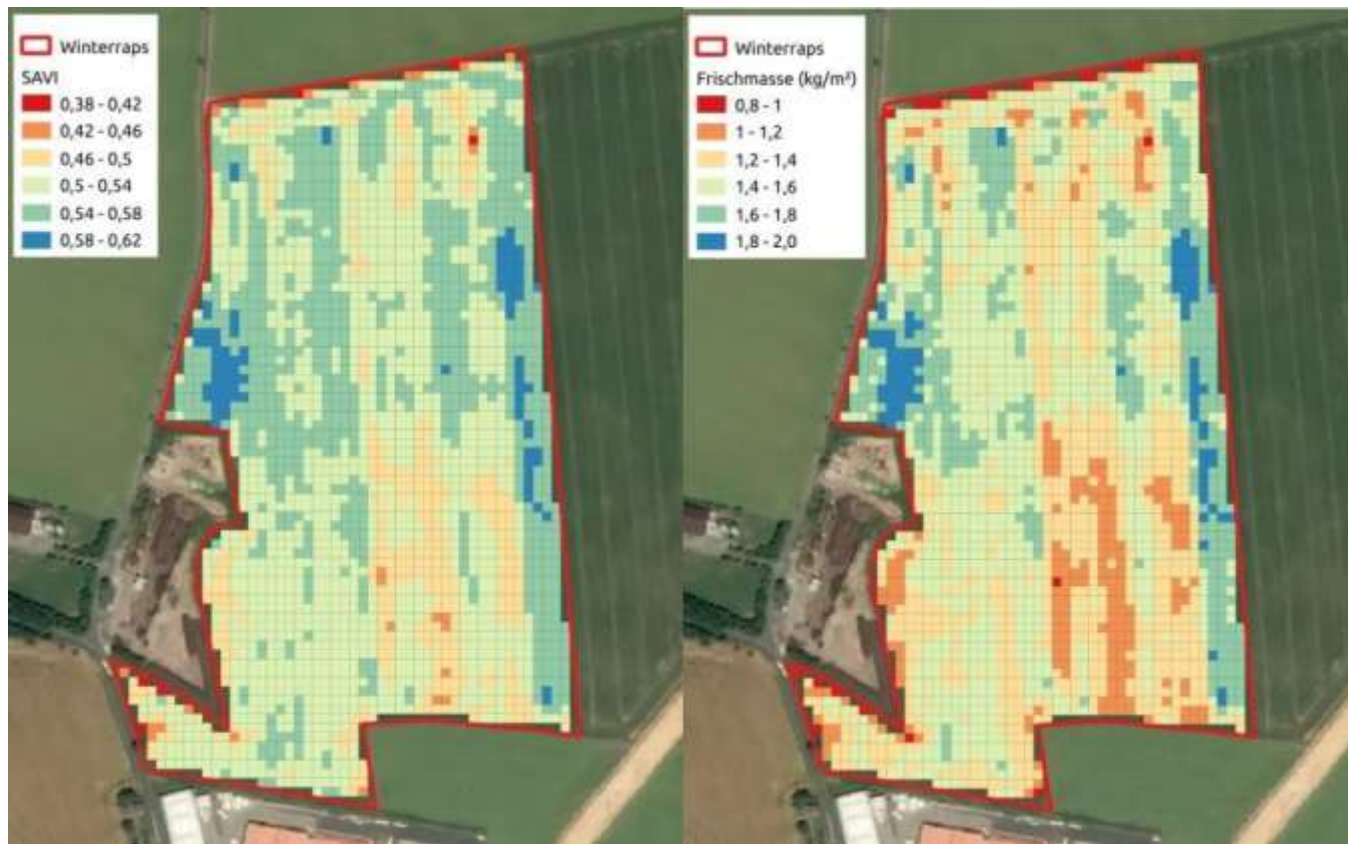 Winterraps
SAVI
0,38 - 0,42
0,42 - 0,46
0,46 - 0,5
0,5 - 0,54
0,54 - 0,58
0,58 - 0,62
Winterraps
Frischmasse (kg/m²)
0,8 - 1
1 - 1,2
1,2 - 1,4
1,4 - 1,6
1,6 - 1,8
1,8 - 2,0